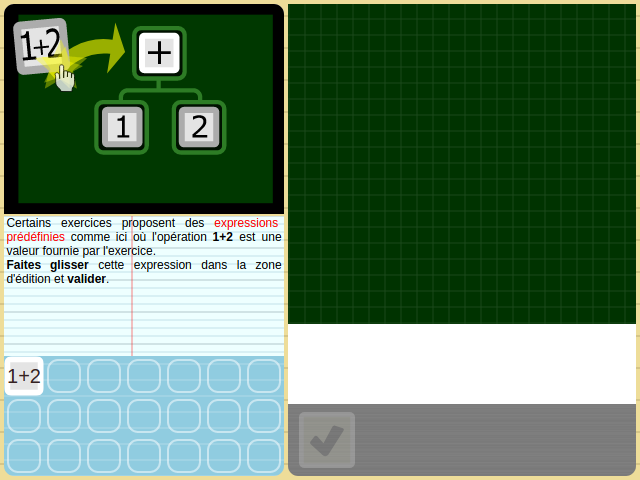 1+2
+
1 2
Certains exercices proposent des expressions
prédéfinies comme ici où l'opération 1+2 est une
valeur fournie par l'exercice.
Faites glisser cette expression dans la zone
d'édition et valider.
1+2